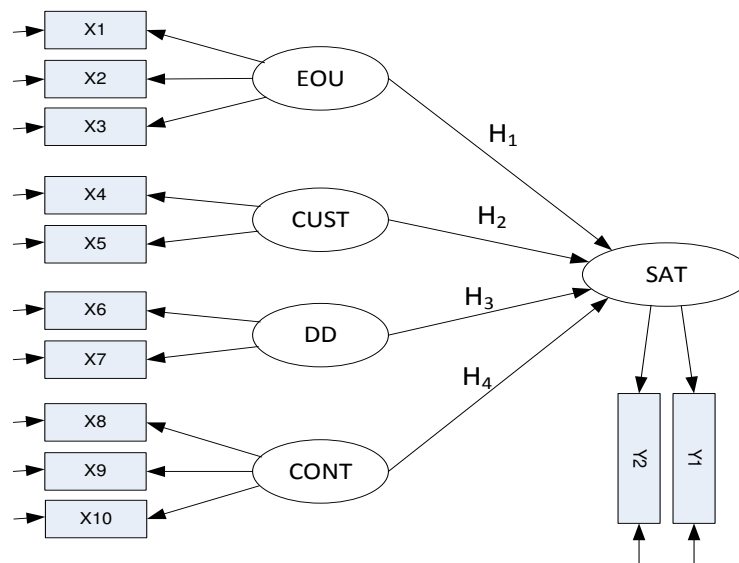 X1
X2
X3
EOU
H₁
X4
X5
CUST
H₂
SAT
X6
X7
DD
H₃
H₄
X8
X9
X10
CONT
Y2
Y1